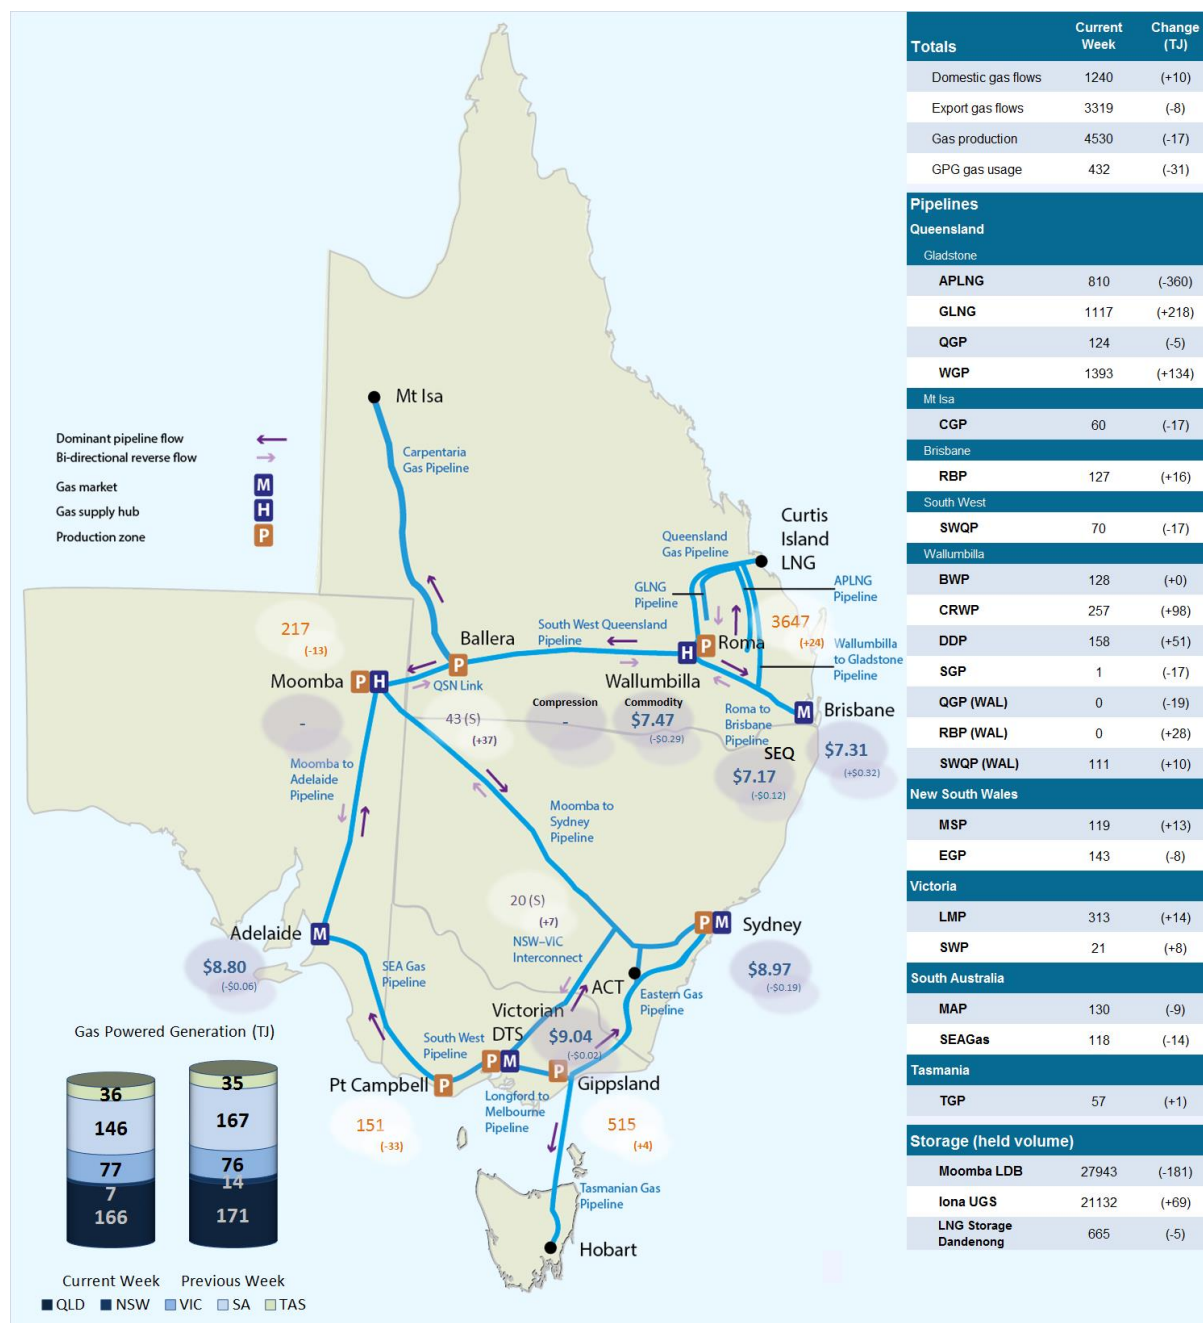 Dominant pipeline flow
Bi-directional reverse flow
Gas market M
Gas supply hub H
Production zone P
Mt Isa
Carpentaria
Gas Pipeline
Curtis
Island
LNG
Queensland
Gas Pipeline
GLNG
Pipeline
APLNG
Pipeline
3647
(+24)
Wallumbilla
to Gladstone
Pipeline
South West Queensland
Pipeline
217
(-13)
Ballera
P
H P Roma
Moomba P H
QSN Link
Wallumbilla
Compression
-
Commodity
$7.47
(-$0.29)
Roma to
Brisbane
Pipeline
M Brisbane
$7.31
(+$0.32)
SEQ
$7.17
(-$0.12)
-
43 (S)
(+37)
Moomba to
Adelaide
Pipeline
Moomba to
Sydney
Pipeline
20 (S)
(+7)
NSW-VIC
Interconnect
P M Sydney
$8.97
(-$0.19)
Adelaide M
$8.80
(-$0.06)
SEA Gas
Pipeline
ACT
Eastern Gas
Pipeline
Victorian
DTS
P M
$9.04
(-$0.02)
South West
Pipeline
Pt Campbell P
151
(-33)
Longford to
Melbourne
Pipeline
P
Gippsland
515
(+4)
Tasmanian Gas
Pipeline
Hobart
Gas Powered Generation (TJ)
36
146
77
7
166
35
167
76
14
171
Current Week Previous Week
QLD NSW VIC SA TAS
Totals Current Week Change (TJ)
Domestic gas flows 1240 (+10)
Export gas flows 3319 (-8)
Gas production 4530 (-17)
GPG gas usage 432 (-31)
Pipelines
Queensland
Gladstone
APLNG 810 (-360)
GLNG 1117 (+218)
QGP 124 (-5)
WGP 1393 (+134)
Mt Isa
CGP 60 (-17)
Brisbane
RBP 127 (+16)
South West
SWQP 70 (-17)
Wallumbilla
BWP 128 (+0)
CRWP 257 (+98)
DDP 158 (+51)
SGP 1 (-17)
QGP (WAL) 0 (-19)
RBP (WAL) 0 (+28)
SWQP (WAL) 111 (+10)
New South Wales
MSP 119 (+13)
EGP 143 (-8)
Victoria
LMP 313 (+14)
SWP 21 (+8)
South Australia
MAP 130 (-9)
SEAGas 118 (-14)
Tasmania
TGP 57 (+1)
Storage (held volume)
Moomba LDB 27943 (-181)
Iona UGS 21132 (+69)
LNG Storage
Dandenong 665 (-5)